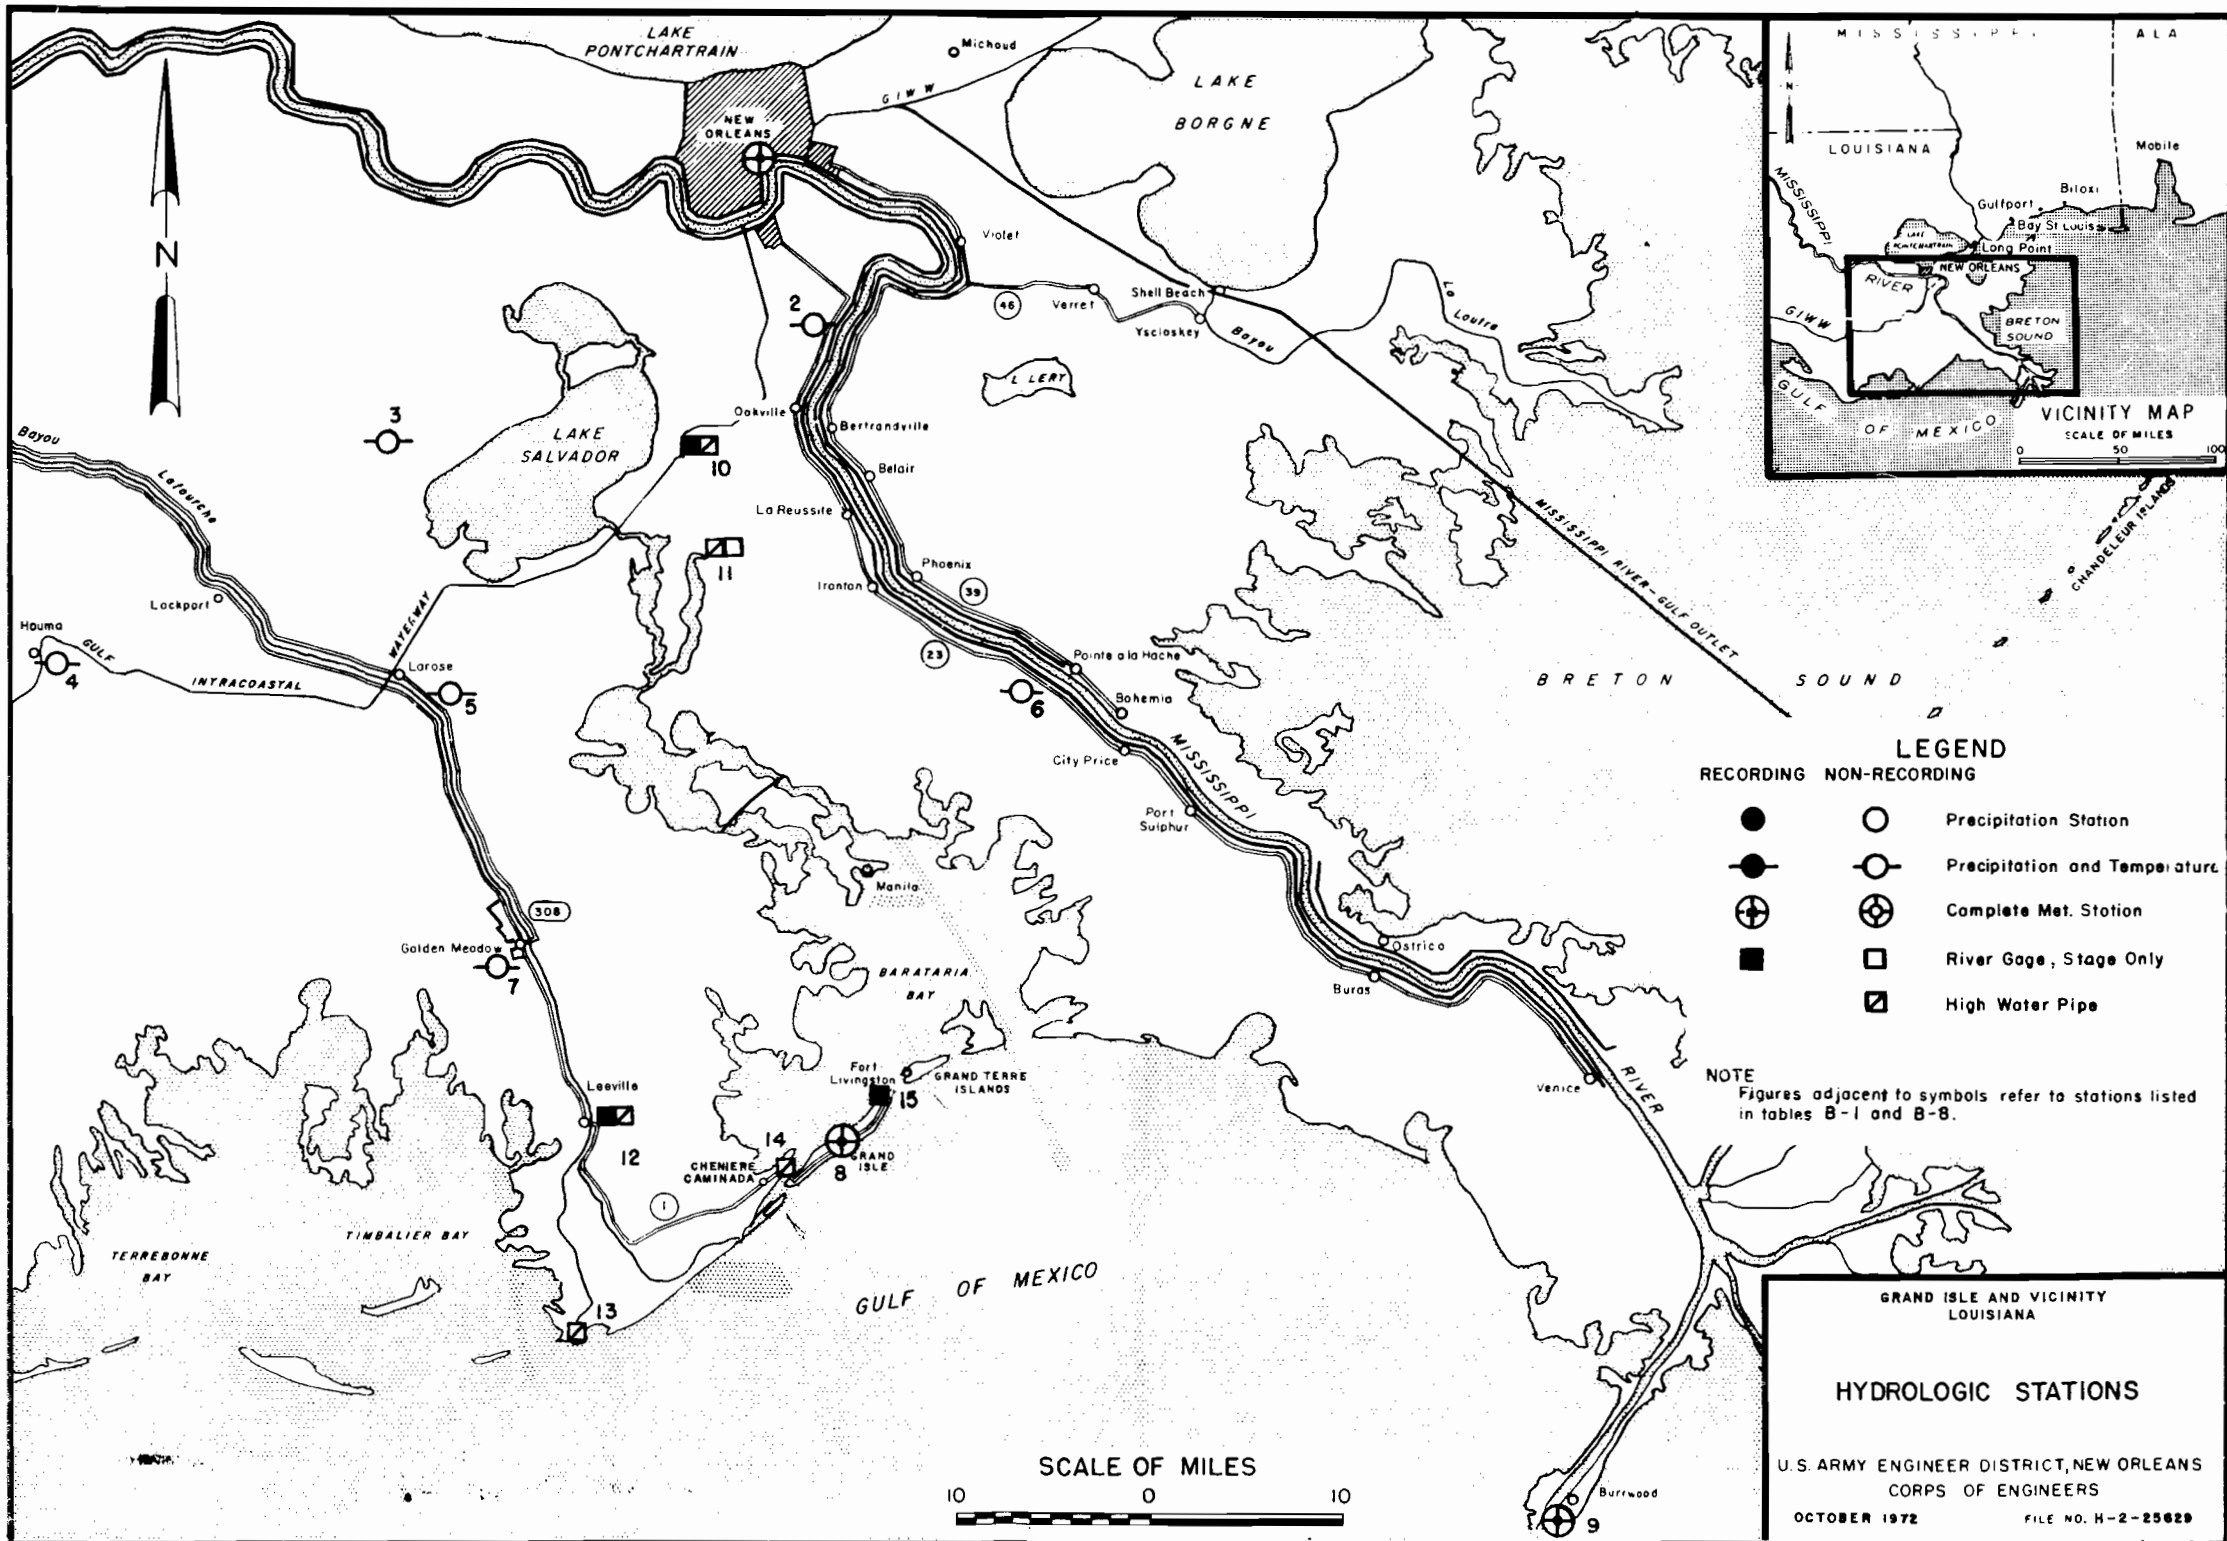 LAKE
PONTCHARTRAIN
Michoud
GIWW
LAKE
BORGNE
NEW
ORLEANS
Violet
2
46
Verret
Shell Beach
Yscloskey
Bayou
La
Loutre
L LERY
3
Oakville
Bertrandville
LAKE
SALVADOR
10
Belair
La Reussite
Bayou
Lafourche
N
11
Phoenix
Ironton
39
23
Lockport
Houma
GULF
4
INTRACOASTAL
WATERWAY
Larose
5
Pointe a la Hache
6
Bohemia
City Price
MISSISSIPPI
Port
Sulphur
MISSISSIPPI RIVER-GULF OUTLET
BRETON SOUND
CHANDELEUR ISLANDS
Manila
308
Golden Meadow
7
BARATARIA
BAY
Ostrica
Buras
Venice
RIVER
Leeville
12
Fort
Livingston
15
GRAND TERRE
ISLANDS
14
8
GRAND
ISLE
CHENIERE
CAMINADA
1
TIMBALIER BAY
TERREBONNE
BAY
13
GULF OF MEXICO
Burrwood
9
SCALE OF MILES
10 0 10
MISSISSIPPI
ALA
N
LOUISIANA
Mobile
Biloxi
Gulfport
Bay St Louis
Long Point
LAKE
PONTCHARTRAIN
NEW ORLEANS
MISSISSIPPI
RIVER
GIWW
BRETON
SOUND
GULF
OF MEXICO
VICINITY MAP
SCALE OF MILES
0 50 100
LEGEND
RECORDING NON-RECORDING
Precipitation Station
Precipitation and Temperature
Complete Met. Station
River Gage, Stage Only
High Water Pipe
NOTE
Figures adjacent to symbols refer to stations listed
in tables B-1 and B-8.
GRAND ISLE AND VICINITY
LOUISIANA
HYDROLOGIC STATIONS
U.S. ARMY ENGINEER DISTRICT, NEW ORLEANS
CORPS OF ENGINEERS
OCTOBER 1972
FILE NO. H-2-25629